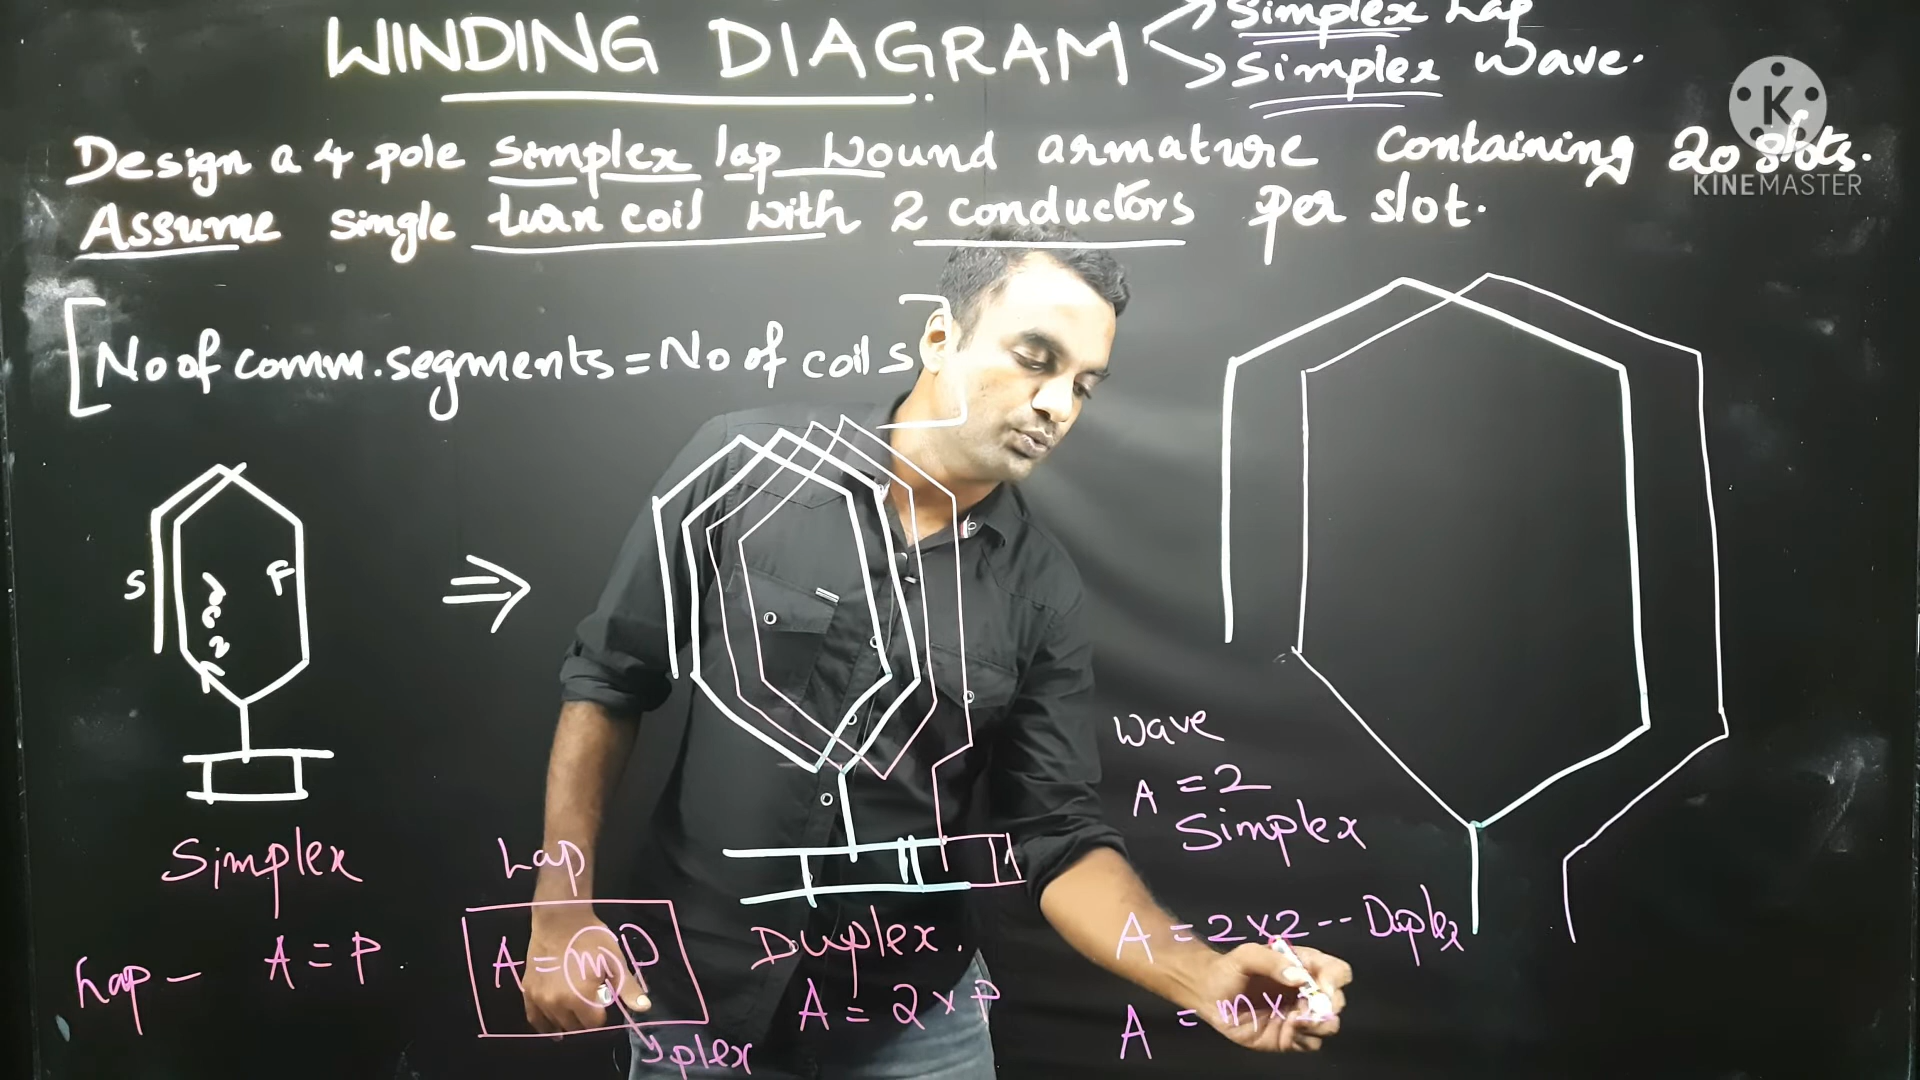 WINDING DIAGRAM
Simplex Lap
Simplex Wave.
K
KINEMASTER
Design a 4 pole Simplex lap Wound armature Containing 20 slots.
Assume single turn coil with 2 conductors per slot.
[No of comm. segments = No of coils]
S F
Simplex
Lap - A = P.
Lap
A = mP
plex
Duplex.
A = 2 x P
Wave
A = 2
Simplex
A = 2 x 2 -- Duplex
A = m x